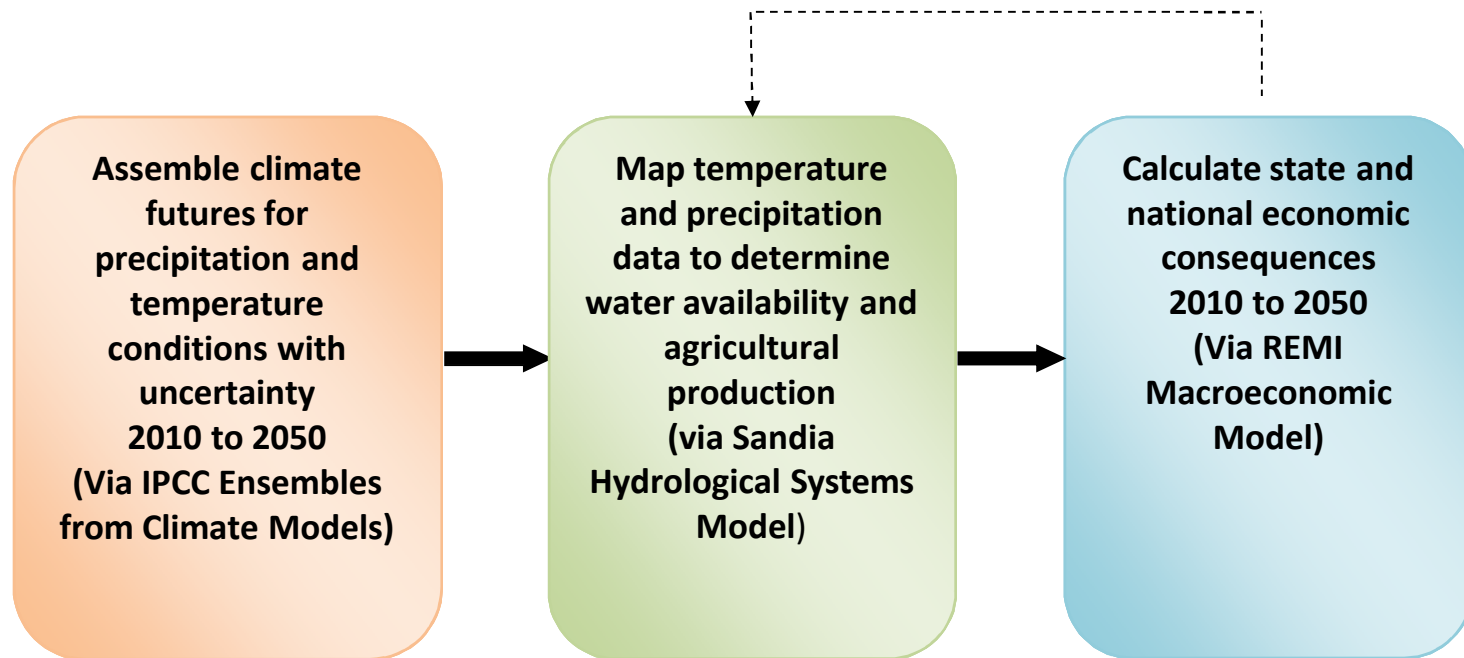 Assemble climate
futures for
precipitation and
temperature
conditions with
uncertainty
2010 to 2050
(Via IPCC Ensembles
from Climate Models)
Map temperature
and precipitation
data to determine
water availability and
agricultural
production
(via Sandia
Hydrological Systems
Model)
Calculate state and
national economic
consequences
2010 to 2050
(Via REMI
Macroeconomic
Model)